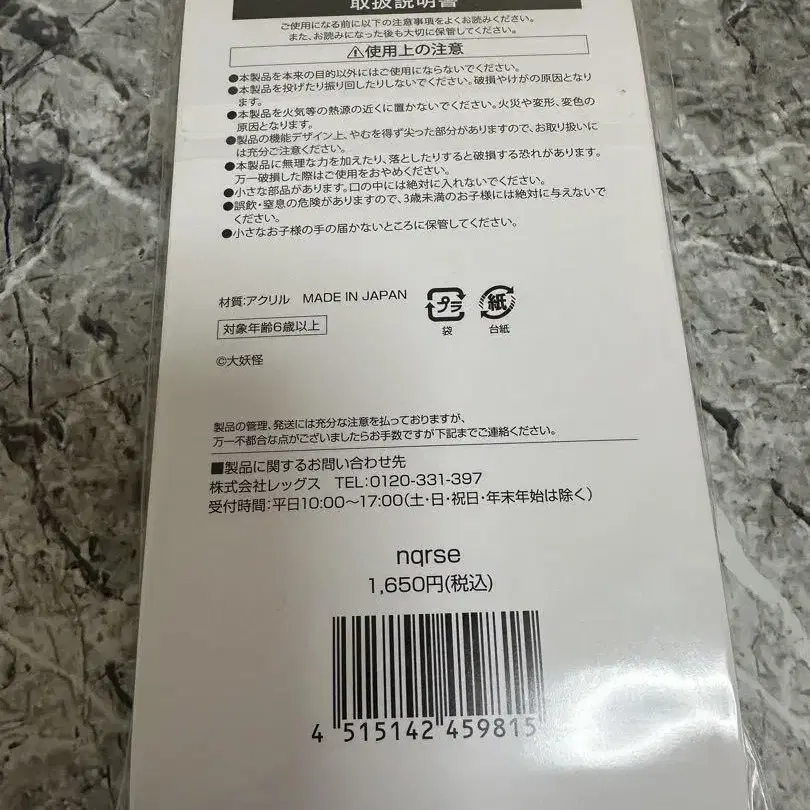 取扱説明書
ご使用になる前に以下の注意事項をよくお読みください。
また、お読みになった後も大切に保管してください。
⚠使用上の注意
●本製品を本来の目的以外にはご使用にならないでください。
●本製品を投げたり振り回したりしないでください。破損やけがの原因となり
ます。
●本製品を火気等の熱源の近くに置かないでください。火災や変形、変色の
原因となります。
●製品の機能デザイン上、やむを得ず尖った部分がありますので、お取り扱いに
は充分ご注意ください。
●本製品に無理な力を加えたり、落としたりすると破損する恐れがあります。
万一破損した際はご使用をおやめください。
●小さな部品があります。口の中には絶対に入れないでください。
●誤飲・窒息の危険がありますので、3歳未満のお子様には絶対に与えないで
ください。
●小さなお子様の手の届かないところに保管してください。
材質:アクリル MADE IN JAPAN
プラ 紙
袋 台紙
対象年齢6歳以上
©大妖怪
製品の管理、発送には充分な注意を払っておりますが、
万一不都合な点がございましたらお手数ですが下記までご連絡ください。
■製品に関するお問い合わせ先
株式会社レッグス TEL:0120-331-397
受付時間:平日10:00〜17:00(土・日・祝日・年末年始は除く)
nqrse
1,650円(税込)
4 515142 459815